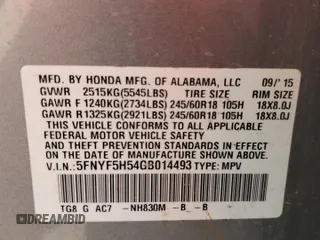 MFD. BY HONDA MFG. OF ALABAMA, LLC 09/15
GVWR 2515KG(5545LBS) TIRE SIZE RIM SIZE
GAWR F 1240KG(2734LBS) 245/60R18 105H 18X8.0J
GAWR R 1325KG(2921LBS) 245/60R18 105H 18X8.0J
THIS VEHICLE CONFORMS TO ALL APPLICABLE
FEDERAL MOTOR VEHICLE SAFETY STANDARDS
IN EFFECT ON THE DATE OF MANUFACTURE
SHOWN ABOVE.
V.I.N.: 5FNYF5H54GB014493 TYPE: MPV
TG8 G AC7 -NH830M -B -B
DREAMBID